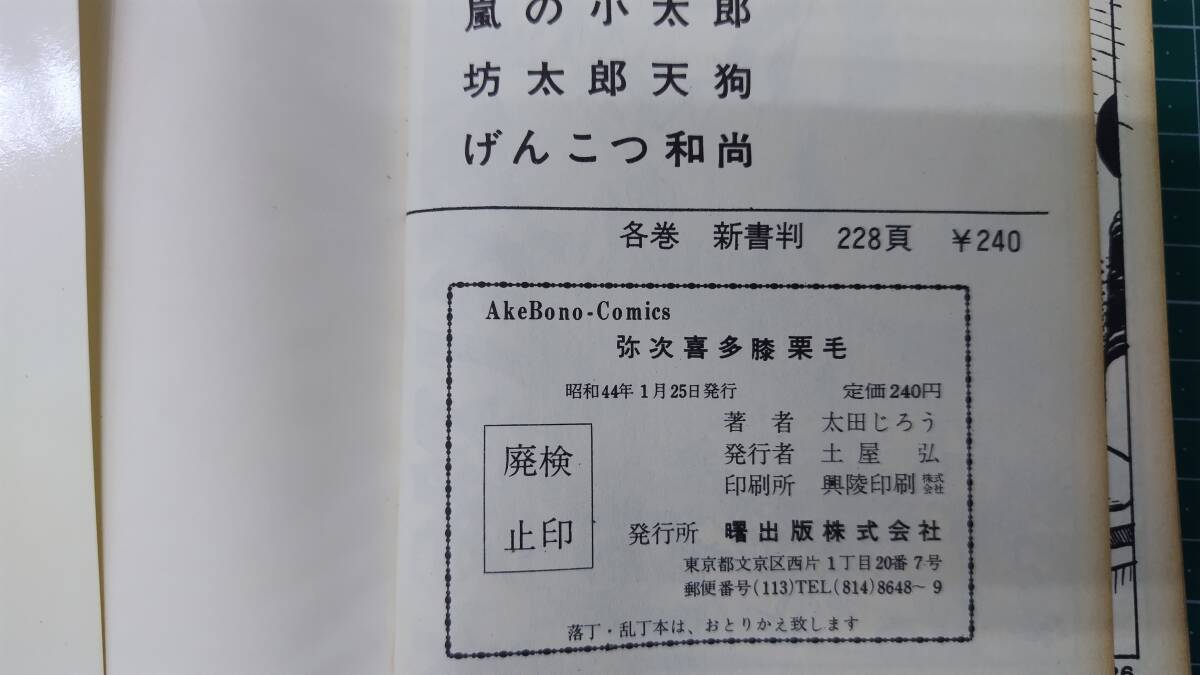 嵐の小太郎
坊太郎天狗
げんこつ和尚
各巻 新書判 228頁 ¥240
AkeBono-Comics
弥次喜多膝栗毛
昭和44年1月25日発行 定価240円
著者 太田じろう
発行者 土屋 弘
印刷所 興陵印刷株式会社
検印
廃止
発行所 曙出版株式会社
東京都文京区西片1丁目20番7号
郵便番号(113)TEL(814)8648~9
落丁・乱丁本は、おとりかえ致します